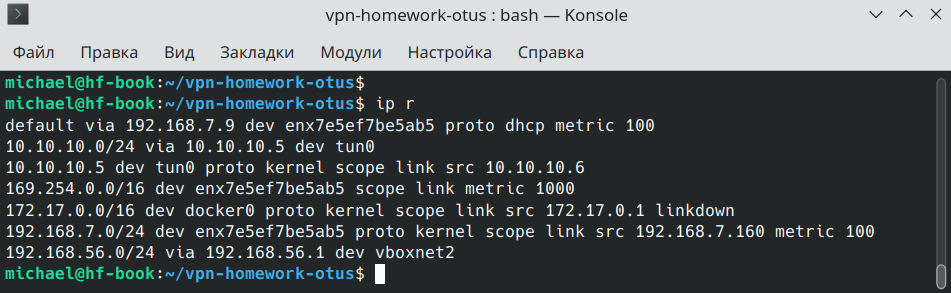 vpn-homework-otus : bash — Konsole
Файл Правка Вид Закладки Модули Настройка Справка
michael@hf-book:~/vpn-homework-otus$
michael@hf-book:~/vpn-homework-otus$ ip r
default via 192.168.7.9 dev enx7e5ef7be5ab5 proto dhcp metric 100
10.10.10.0/24 via 10.10.10.5 dev tun0
10.10.10.5 dev tun0 proto kernel scope link src 10.10.10.6
169.254.0.0/16 dev enx7e5ef7be5ab5 scope link metric 1000
172.17.0.0/16 dev docker0 proto kernel scope link src 172.17.0.1 linkdown
192.168.7.0/24 dev enx7e5ef7be5ab5 proto kernel scope link src 192.168.7.160 metric 100
192.168.56.0/24 via 192.168.56.1 dev vboxnet2
michael@hf-book:~/vpn-homework-otus$